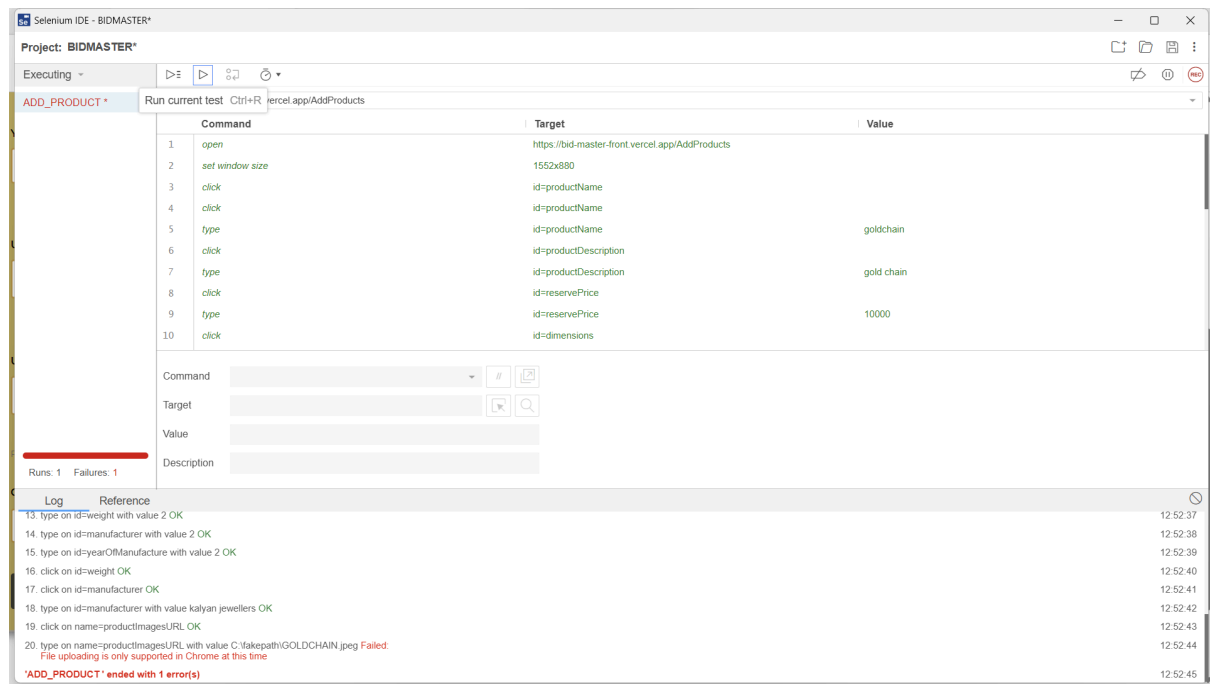 Selenium IDE - BIDMASTER*
Project: BIDMASTER*
Executing
ADD_PRODUCT *
Run current test Ctrl+R
vercel.app/AddProducts
Command Target Value
1 open https://bid-master-front.vercel.app/AddProducts
2 set window size 1552x880
3 click id=productName
4 click id=productName
5 type id=productName goldchain
6 click id=productDescription
7 type id=productDescription gold chain
8 click id=reservePrice
9 type id=reservePrice 10000
10 click id=dimensions
Command //
Target
Value
Description
Runs: 1 Failures: 1
Log Reference
13. type on id=weight with value 2 OK 12:52:37
14. type on id=manufacturer with value 2 OK 12:52:38
15. type on id=yearOfManufacture with value 2 OK 12:52:39
16. click on id=weight OK 12:52:40
17. click on id=manufacturer OK 12:52:41
18. type on id=manufacturer with value kalyan jewellers OK 12:52:42
19. click on name=productImagesURL OK 12:52:43
20. type on name=productImagesURL with value C:\fakepath\GOLDCHAIN.jpeg Failed: 12:52:44
File uploading is only supported in Chrome at this time
'ADD_PRODUCT ' ended with 1 error(s) 12:52:45
REC